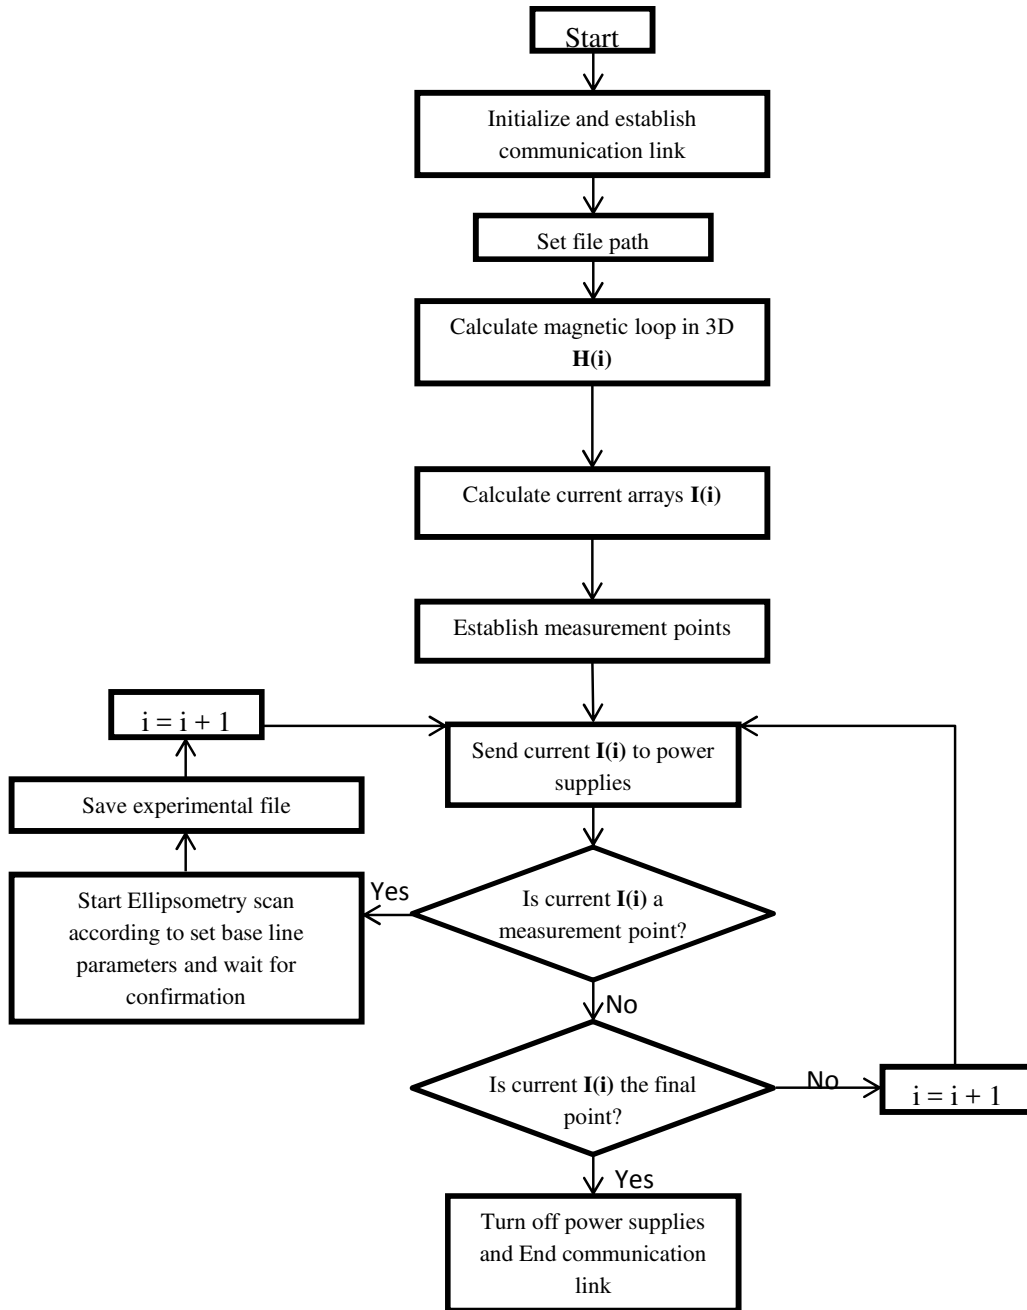 Start
Initialize and establish
communication link
Set file path
Calculate magnetic loop in 3D
H(i)
Calculate current arrays I(i)
Establish measurement points
i = i + 1
Send current I(i) to power
supplies
Save experimental file
Yes
Start Ellipsometry scan
according to set base line
parameters and wait for
confirmation
Is current I(i) a
measurement point?
No
Is current I(i) the final
point?
No
i = i + 1
Yes
Turn off power supplies
and End communication
link